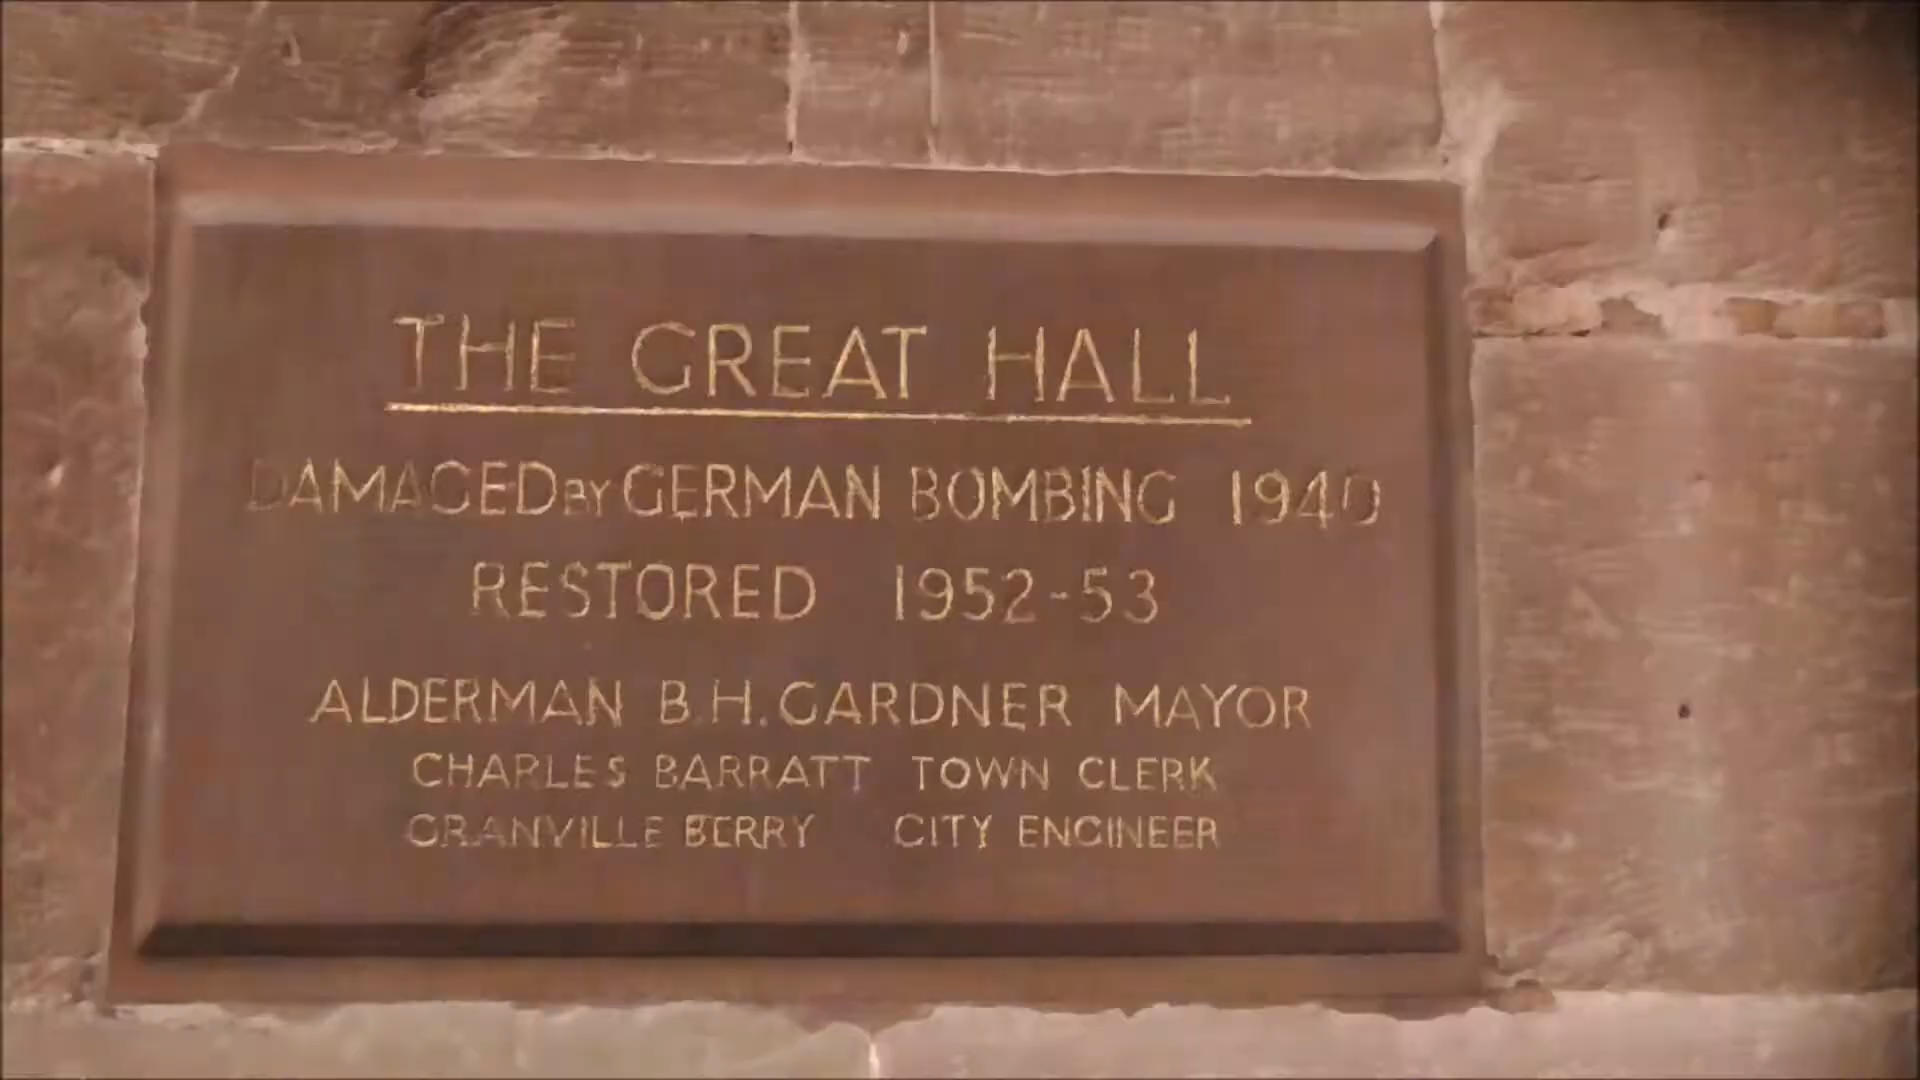 THE GREAT HALL
DAMAGED BY GERMAN BOMBING 1940
RESTORED 1952-53
ALDERMAN B.H. GARDNER MAYOR
CHARLES BARRATT TOWN CLERK
GRANVILLE BERRY CITY ENGINEER